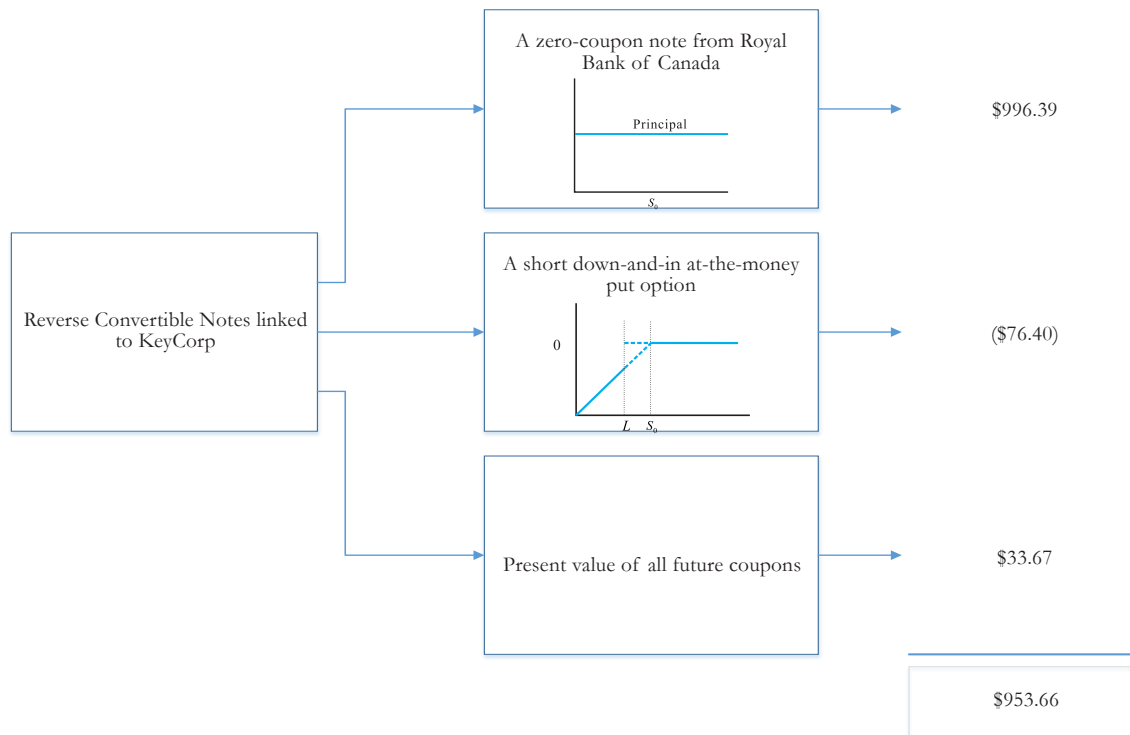 A zero-coupon note from Royal
Bank of Canada
Principal
S₀
$996.39
Reverse Convertible Notes linked
to KeyCorp
A short down-and-in at-the-money
put option
0
L S₀
($76.40)
Present value of all future coupons
$33.67
$953.66